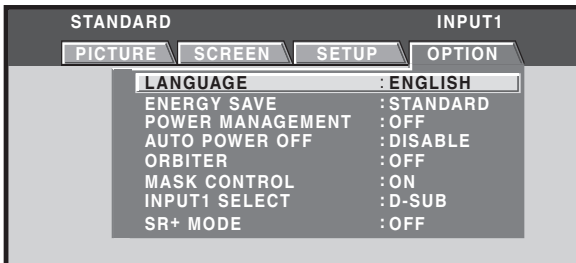 STANDARD INPUT1
PICTURE SCREEN SETUP OPTION
LANGUAGE : ENGLISH
ENERGY SAVE : STANDARD
POWER MANAGEMENT : OFF
AUTO POWER OFF : DISABLE
ORBITER : OFF
MASK CONTROL : ON
INPUT1 SELECT : D-SUB
SR+ MODE : OFF